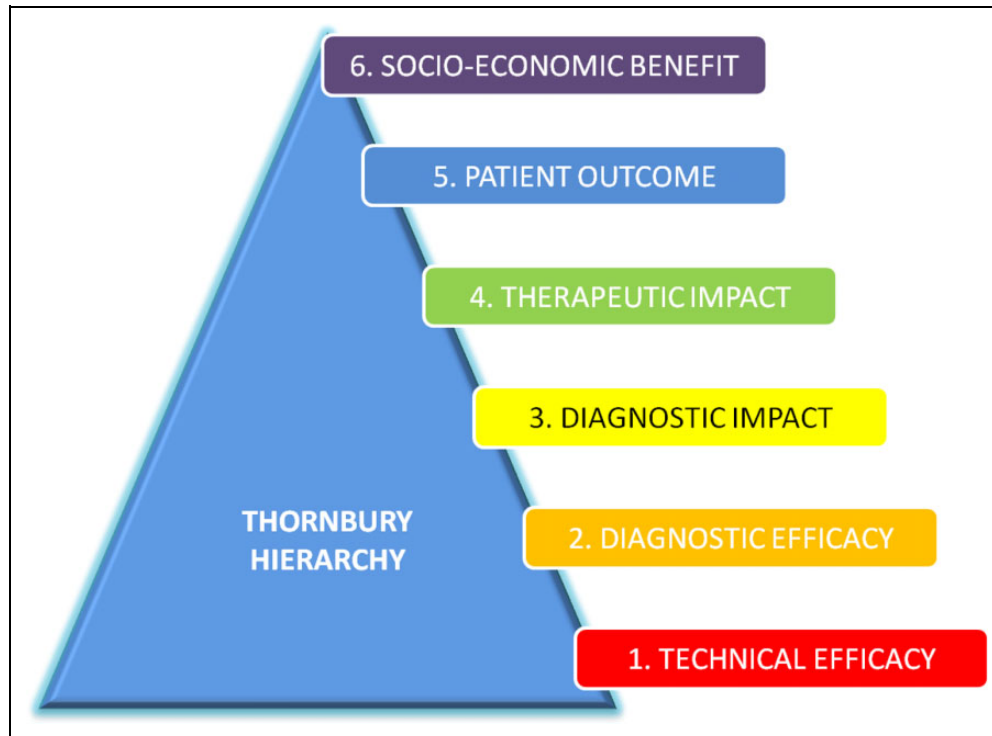 6. SOCIO-ECONOMIC BENEFIT
5. PATIENT OUTCOME
4. THERAPEUTIC IMPACT
3. DIAGNOSTIC IMPACT
THORNBURY
HIERARCHY
2. DIAGNOSTIC EFFICACY
1. TECHNICAL EFFICACY